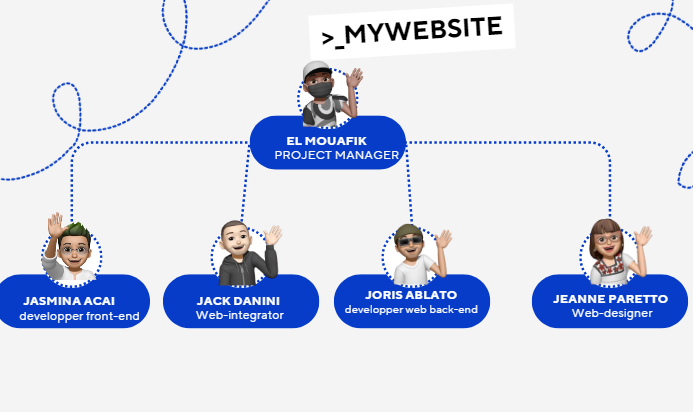 >_MYWEBSITE
EL MOUAFIK
PROJECT MANAGER
JASMINA ACAI
developper front-end
JACK DANINI
Web-integrator
JORIS ABLATO
developper web back-end
JEANNE PARETTO
Web-designer